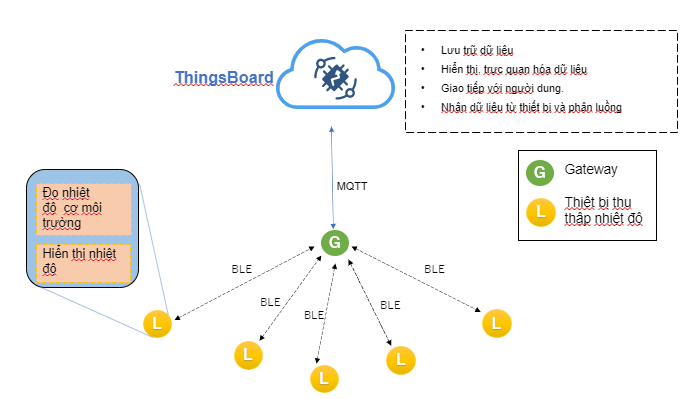 ThingsBoard
• Lưu trữ dữ liệu
• Hiển thị. trực quan hóa dữ liệu
• Giao tiếp với người dung.
• Nhận dữ liệu từ thiết bị và phân luồng
MQTT
G
Gateway
L
Thiết bị thu
thập nhiệt độ
Đo nhiệt
độ cơ môi
trường
Hiển thị nhiệt
độ
G
BLE
BLE
BLE
BLE
BLE
L
L
L
L
L